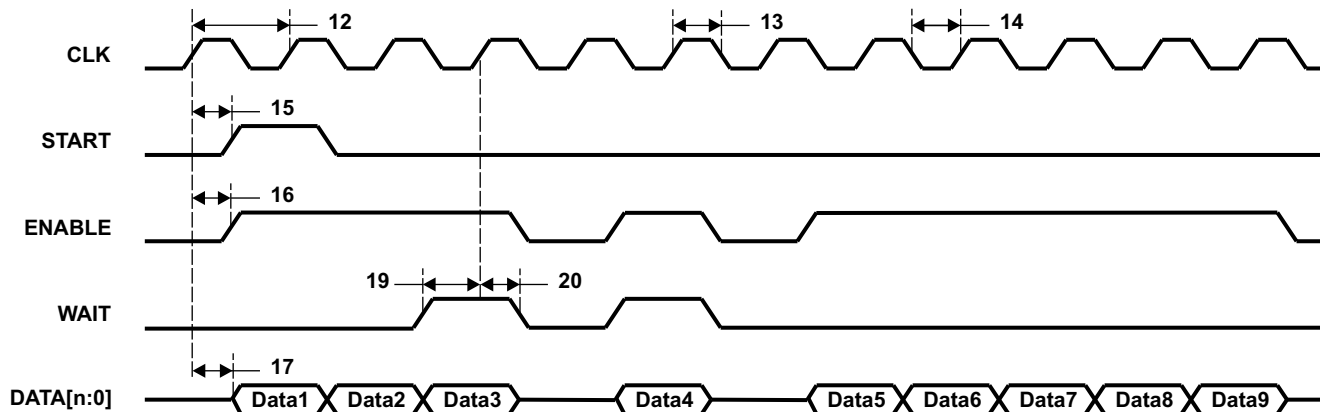 12 13 14
CLK
15
START
16
ENABLE
19 20
WAIT
17
DATA[n:0] Data1 Data2 Data3 Data4 Data5 Data6 Data7 Data8 Data9